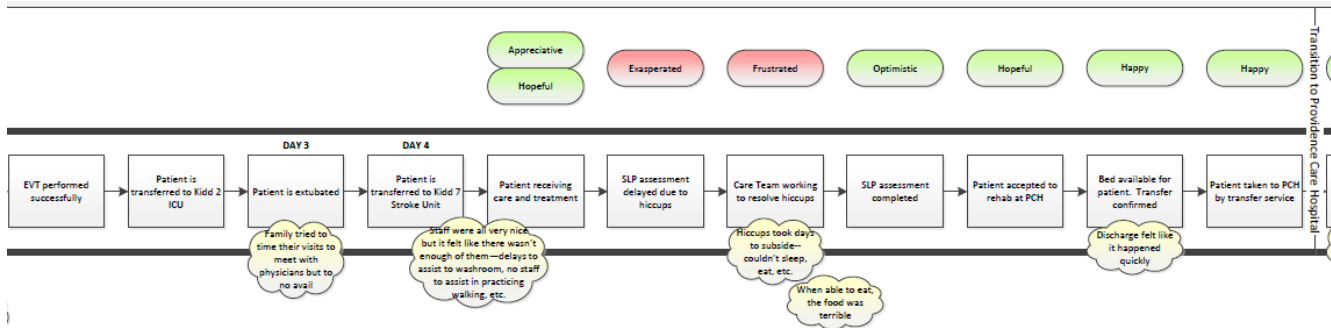 Appreciative
Hopeful
Exasperated
Frustrated
Optimistic
Hopeful
Happy
Happy
Transition to Providence Care Hospital
DAY 3
DAY 4
EVT performed
successfully
Patient is
transferred to Kidd 2
ICU
Patient is extubated
Patient is
transferred to Kidd 7
Stroke Unit
Patient receiving
care and treatment
SLP assessment
delayed due to
hiccups
Care Team working
to resolve hiccups
SLP assessment
completed
Patient accepted to
rehab at PCH
Bed available for
patient. Transfer
confirmed
Patient taken to PCH
by transfer service
Family tried to
time their visits to
meet with
physicians but to
no avail
Staff were all very nice,
but it felt like there wasn't
enough of them—delays to
assist to washroom, no staff
to assist in practicing
walking, etc.
Hiccups took days
to subside--
couldn't sleep,
eat, etc.
When able to eat,
the food was
terrible
Discharge felt like
it happened
quickly